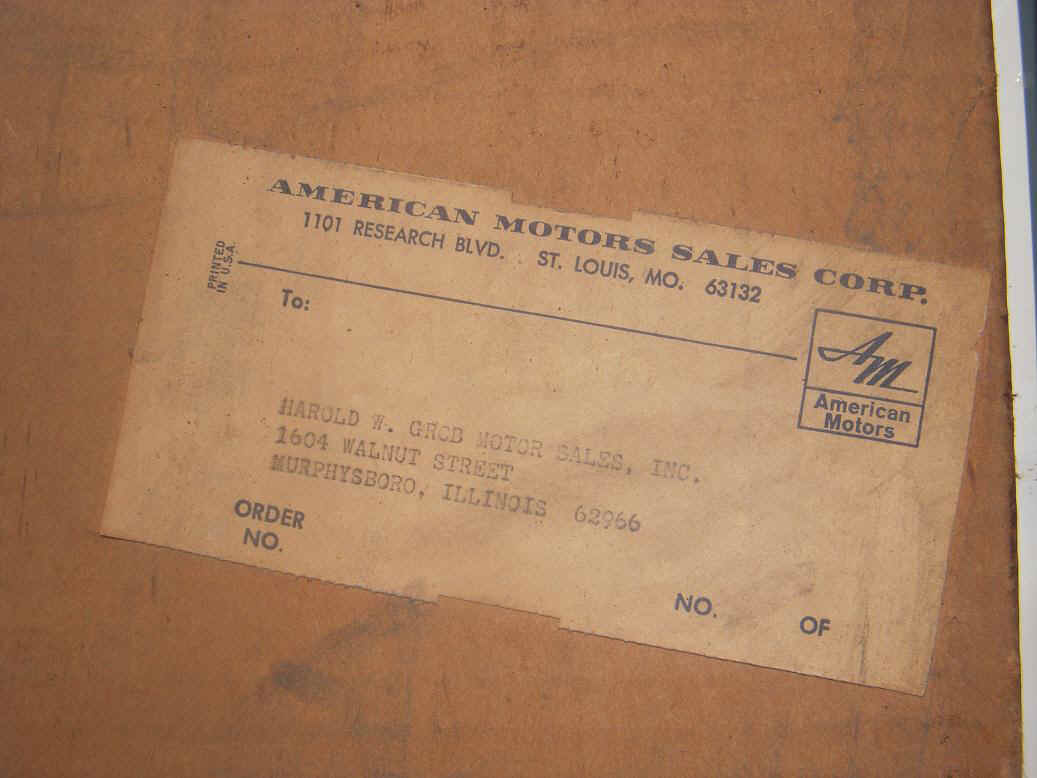 AMERICAN MOTORS SALES CORP.
1101 RESEARCH BLVD. ST. LOUIS, MO. 63132
PRINTED
IN U.S.A.
To:
AM
American
Motors
HAROLD W. GROB MOTOR SALES, INC.
1604 WALNUT STREET
MURPHYSBORO, ILLINOIS 62966
ORDER
NO.
NO. OF